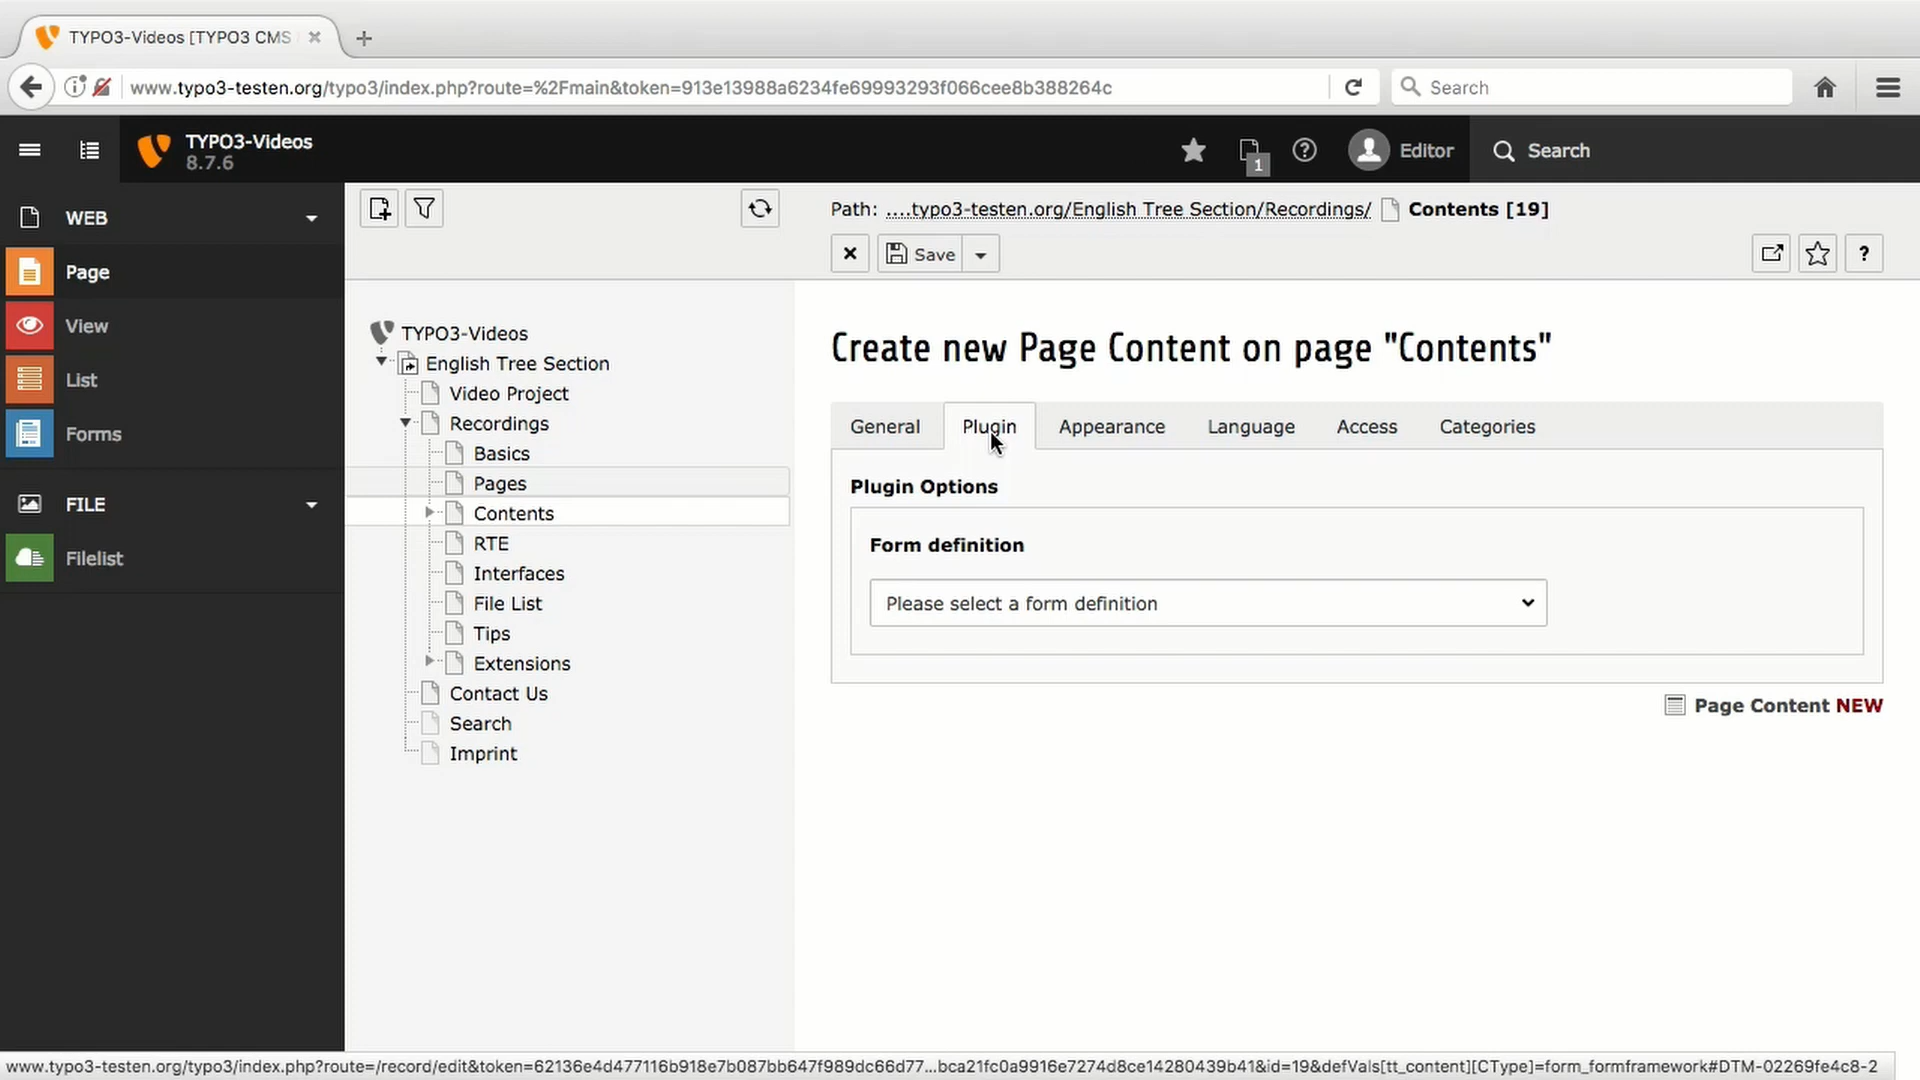 TYPO3-Videos [TYPO3 CMS
www.typo3-testen.org/typo3/index.php?route=%2Fmain&token=913e13988a6234fe69993293f066cee8b388264c
Search
TYPO3-Videos
8.7.6
1
Editor
Search
WEB
Page
View
List
Forms
FILE
Filelist
TYPO3-Videos
English Tree Section
Video Project
Recordings
Basics
Pages
Contents
RTE
Interfaces
File List
Tips
Extensions
Contact Us
Search
Imprint
Path: ....typo3-testen.org/English Tree Section/Recordings/ Contents [19]
Save
?
Create new Page Content on page "Contents"
General Plugin Appearance Language Access Categories
Plugin Options
Form definition
Please select a form definition
Page Content NEW
www.typo3-testen.org/typo3/index.php?route=/record/edit&token=62136e4d477116b918e7b087bb647f989dc66d77...bca21fc0a9916e7274d8ce14280439b41&id=19&defVals[tt_content][CType]=form_formframework#DTM-02269fe4c8-2